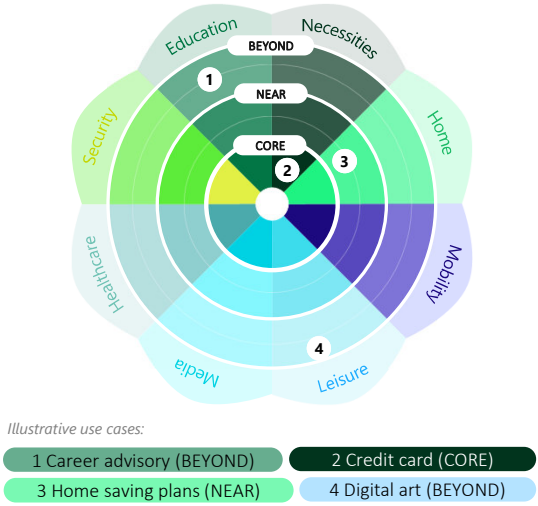 Education
Necessities
BEYOND
1
NEAR
Security
Home
CORE
2
3
Healthcare
Mobility
4
Media
Leisure
Illustrative use cases:
1 Career advisory (BEYOND)
2 Credit card (CORE)
3 Home saving plans (NEAR)
4 Digital art (BEYOND)